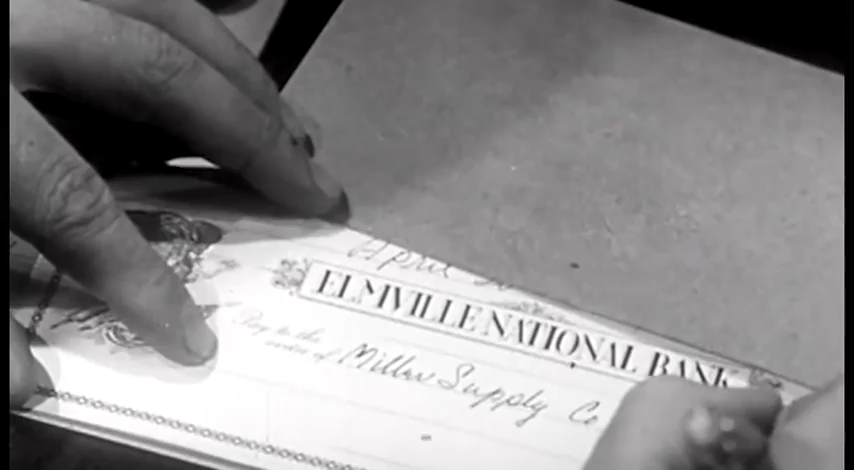 April
ELMVILLE NATIONAL BANK
Pay to the
order of Miller Supply Co